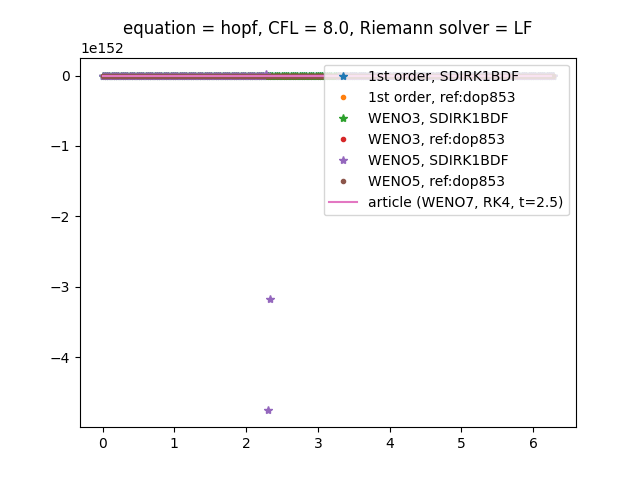 equation = hopf, CFL = 8.0, Riemann solver = LF
1e152
0
−1
−2
−3
−4
1st order, SDIRK1BDF
1st order, ref:dop853
WENO3, SDIRK1BDF
WENO3, ref:dop853
WENO5, SDIRK1BDF
WENO5, ref:dop853
article (WENO7, RK4, t=2.5)
0 1 2 3 4 5 6